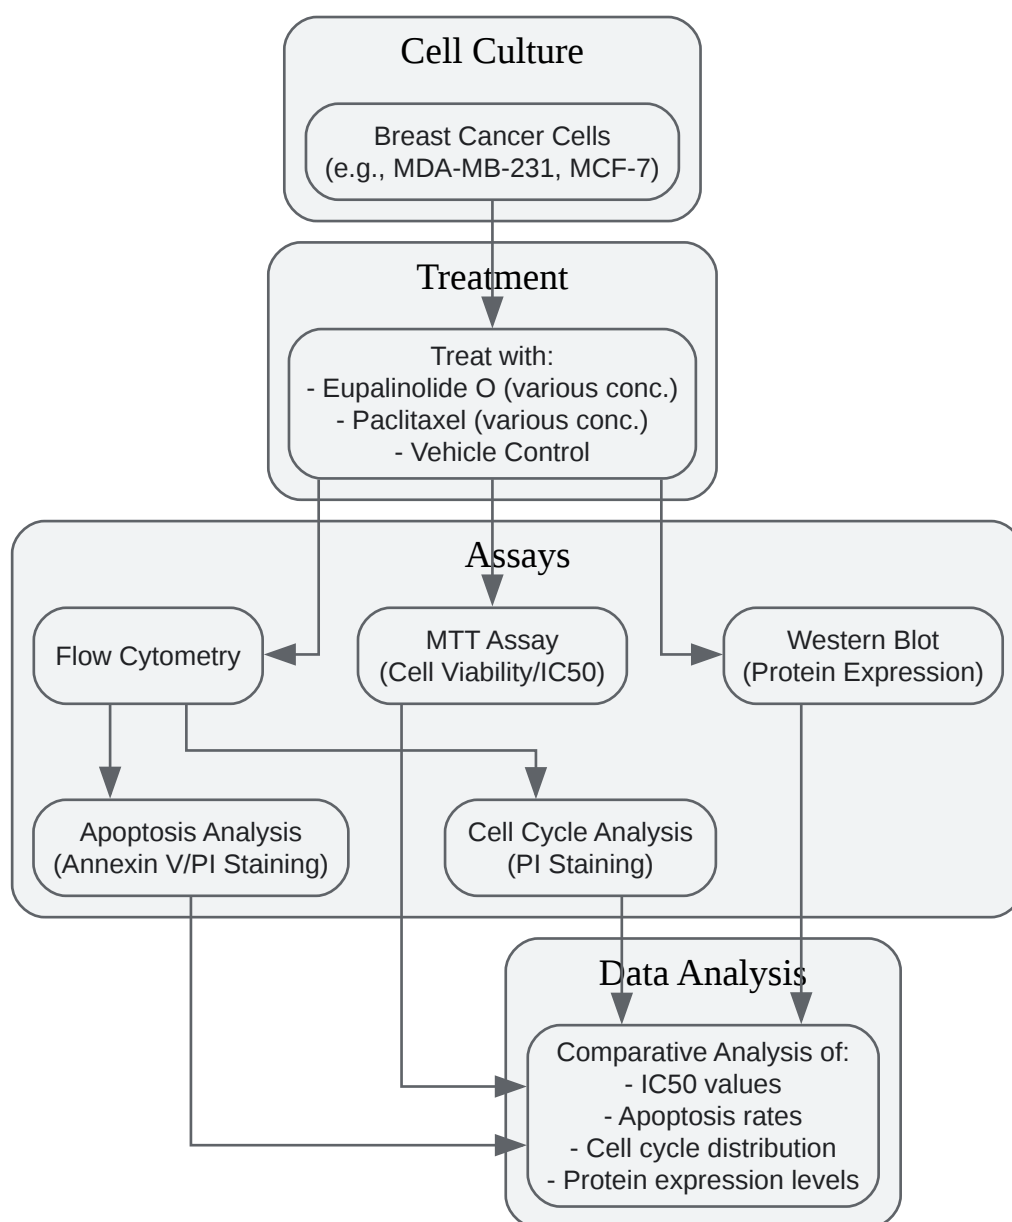 Cell Culture
Breast Cancer Cells
(e.g., MDA-MB-231, MCF-7)
Treatment
Treat with:
- Eupalinolide O (various conc.)
- Paclitaxel (various conc.)
- Vehicle Control
Assays
Flow Cytometry
MTT Assay
(Cell Viability/IC50)
Western Blot
(Protein Expression)
Apoptosis Analysis
(Annexin V/PI Staining)
Cell Cycle Analysis
(PI Staining)
Data Analysis
Comparative Analysis of:
- IC50 values
- Apoptosis rates
- Cell cycle distribution
- Protein expression levels